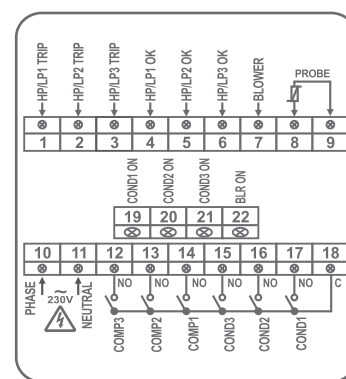 HP/LP1 TRIP
HP/LP2 TRIP
HP/LP3 TRIP
HP/LP1 OK
HP/LP2 OK
HP/LP3 OK
BLOWER
PROBE
1 2 3 4 5 6 7 8 9
COND1 ON
COND2 ON
COND3 ON
BLR ON
19 20 21 22
10 11 12 13 14 15 16 17 18
PHASE
~
230V
NEUTRAL
NO NO NO NO NO NO C
COMP3
COMP2
COMP1
COND3
COND2
COND1